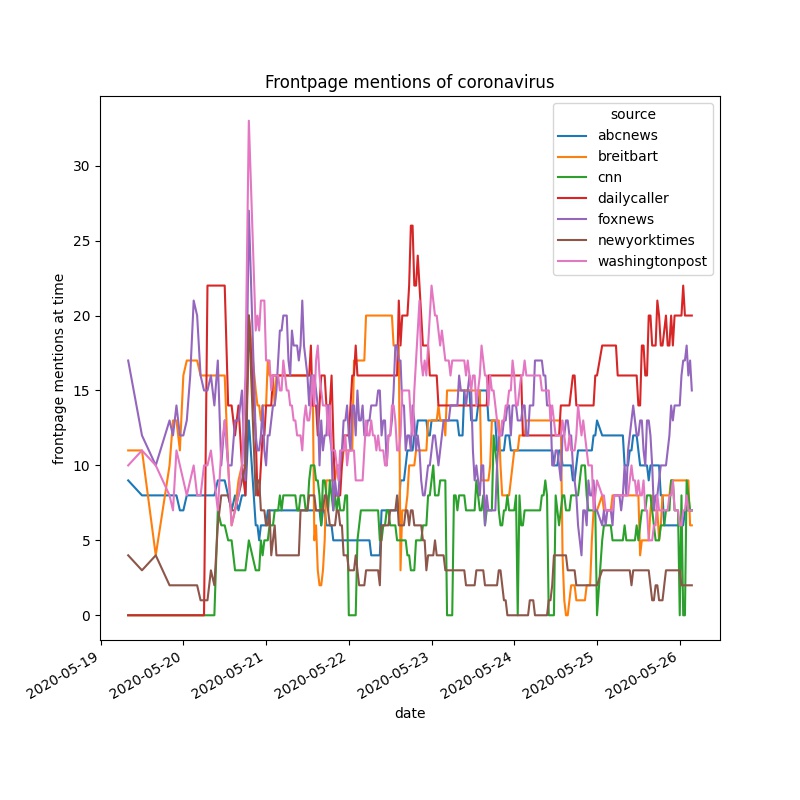 Frontpage mentions of coronavirus
source
abcnews
breitbart
cnn
dailycaller
foxnews
newyorktimes
washingtonpost
frontpage mentions at time
30
25
20
15
10
5
0
2020-05-19
2020-05-20
2020-05-21
2020-05-22
2020-05-23
2020-05-24
2020-05-25
2020-05-26
date